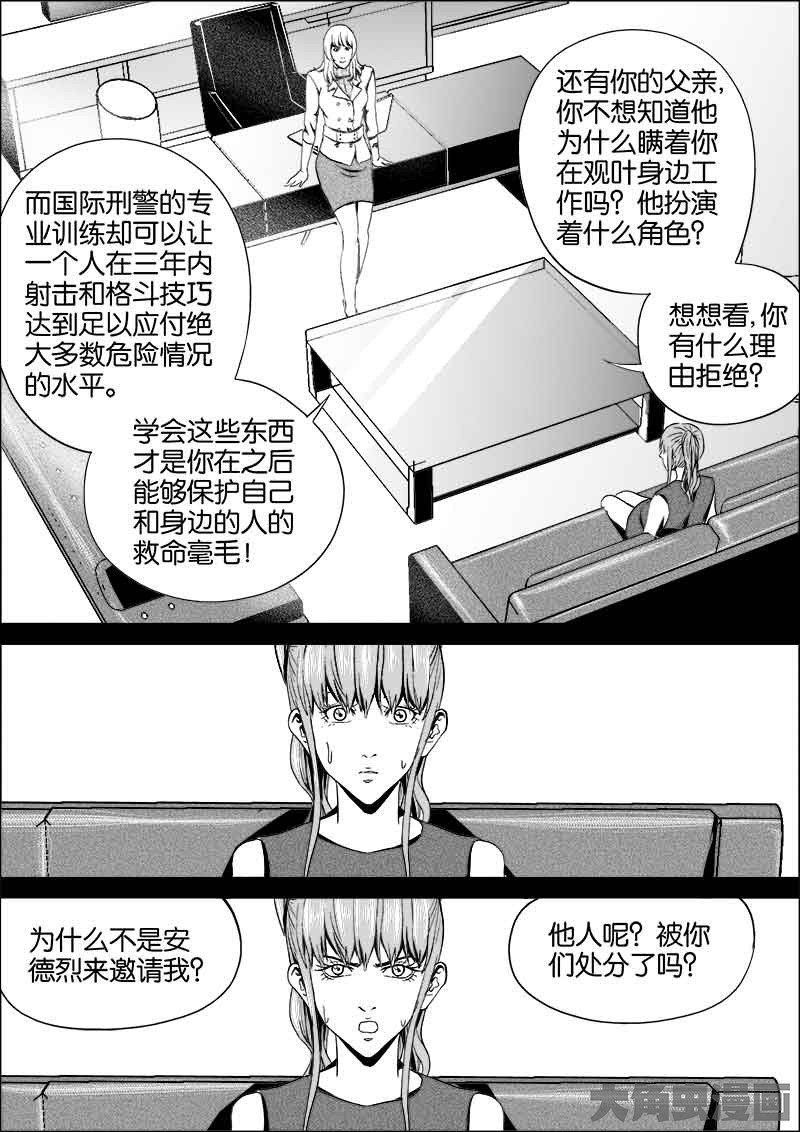 而国际刑警的专
业训练却可以让
一个人在三年内
射击和格斗技巧
达到足以应付绝
大多数危险情况
的水平。
学会这些东西
才是你在之后
能够保护自己
和身边的人的
救命毫毛！
还有你的父亲，
你不想知道他
为什么瞒着你
在观叶身边工
作吗？他扮演
着什么角色？
想想看，你
有什么理
由拒绝？
为什么不是安
德烈来邀请我？
他人呢？被你
们处分了吗？
大角虫漫画